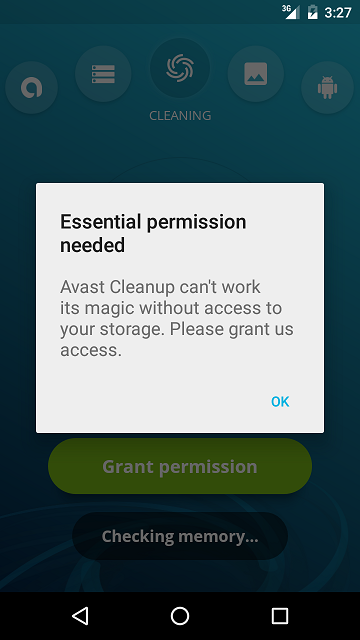 3G 3:27
CLEANING
Essential permission
needed
Avast Cleanup can't work
its magic without access to
your storage. Please grant us
access.
OK
Grant permission
Checking memory...